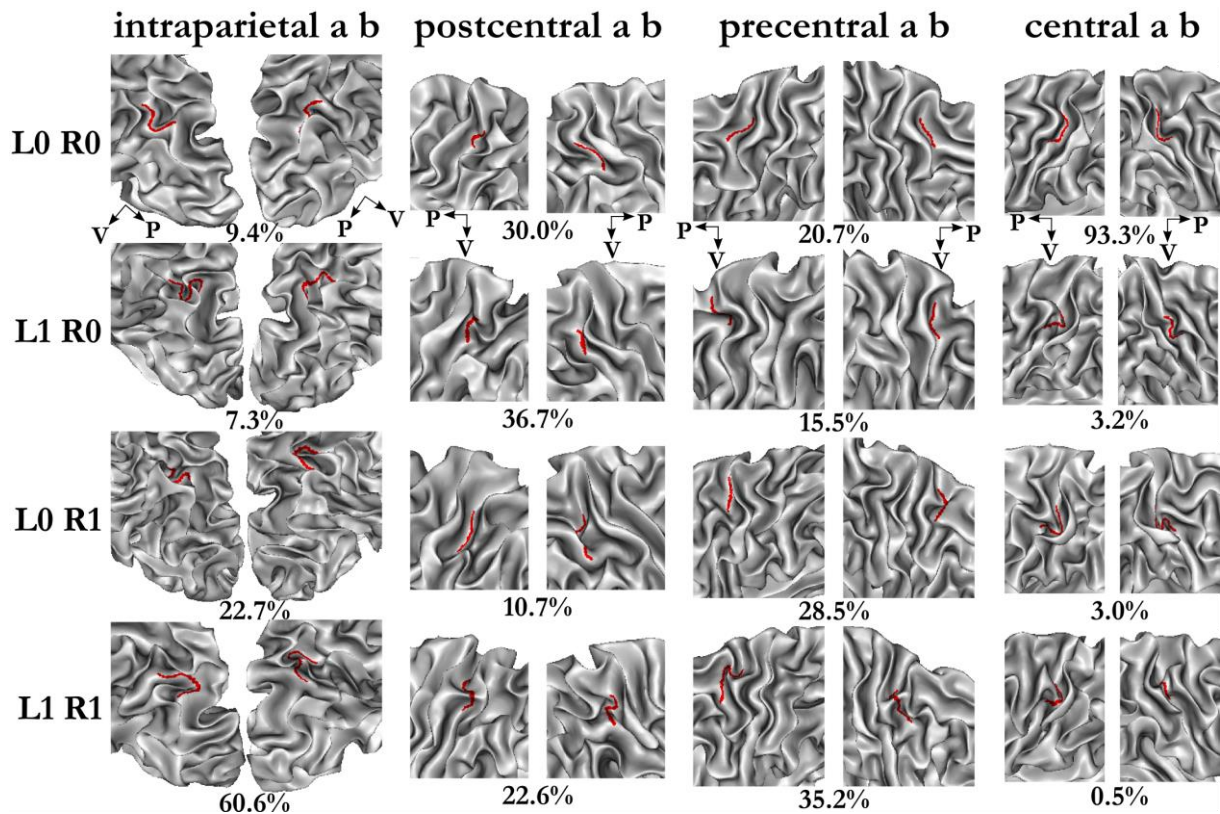 intraparietal a b postcentral a b precentral a b central a b
L0 R0
V P P V P P P P P P
9.4% 30.0% 20.7% 93.3%
V V V V V V
L1 R0
7.3% 36.7% 15.5% 3.2%
L0 R1
22.7% 10.7% 28.5% 3.0%
L1 R1
60.6% 22.6% 35.2% 0.5%